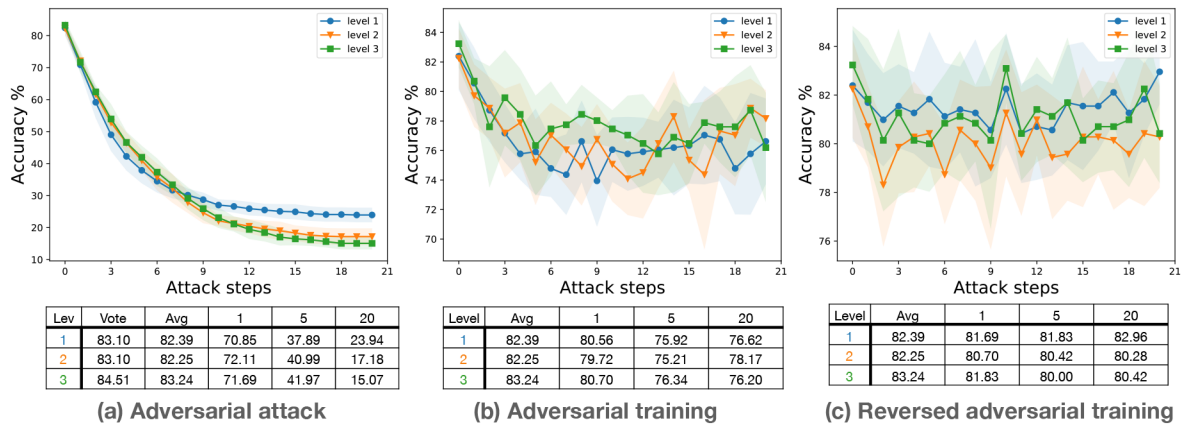 level 1
level 2
level 3
Accuracy %
80
70
60
50
40
30
20
10
0 3 6 9 12 15 18 21
Attack steps
Lev Vote Avg 1 5 20
1 83.10 82.39 70.85 37.89 23.94
2 83.10 82.25 72.11 40.99 17.18
3 84.51 83.24 71.69 41.97 15.07
(a) Adversarial attack
level 1
level 2
level 3
Accuracy %
84
82
80
78
76
74
72
70
0 3 6 9 12 15 18 21
Attack steps
Level Avg 1 5 20
1 82.39 80.56 75.92 76.62
2 82.25 79.72 75.21 78.17
3 83.24 80.70 76.34 76.20
(b) Adversarial training
level 1
level 2
level 3
Accuracy %
84
82
80
78
76
0 3 6 9 12 15 18 21
Attack steps
Level Avg 1 5 20
1 82.39 81.69 81.83 82.96
2 82.25 80.70 80.42 80.28
3 83.24 81.83 80.00 80.42
(c) Reversed adversarial training